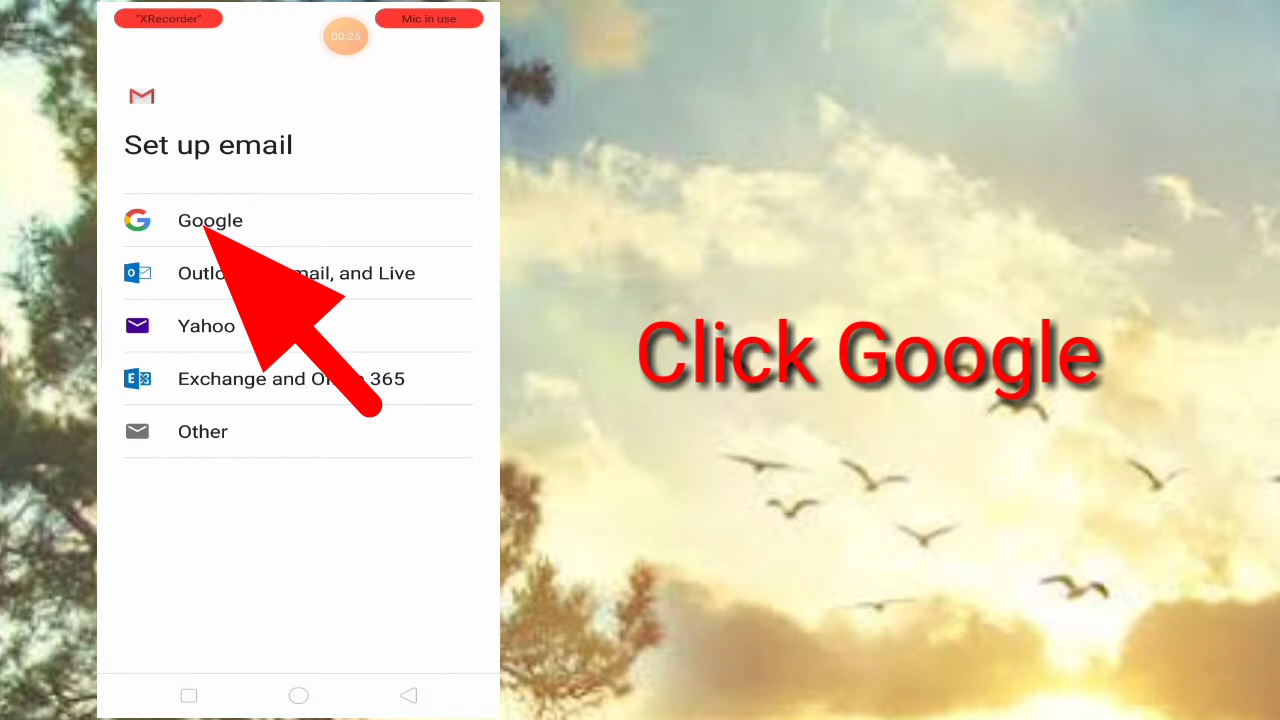 "XRecorder"
Mic in use
00:25
Set up email
Google
Outlo mail, and Live
Yahoo
Exchange and O 365
Other
Click Google